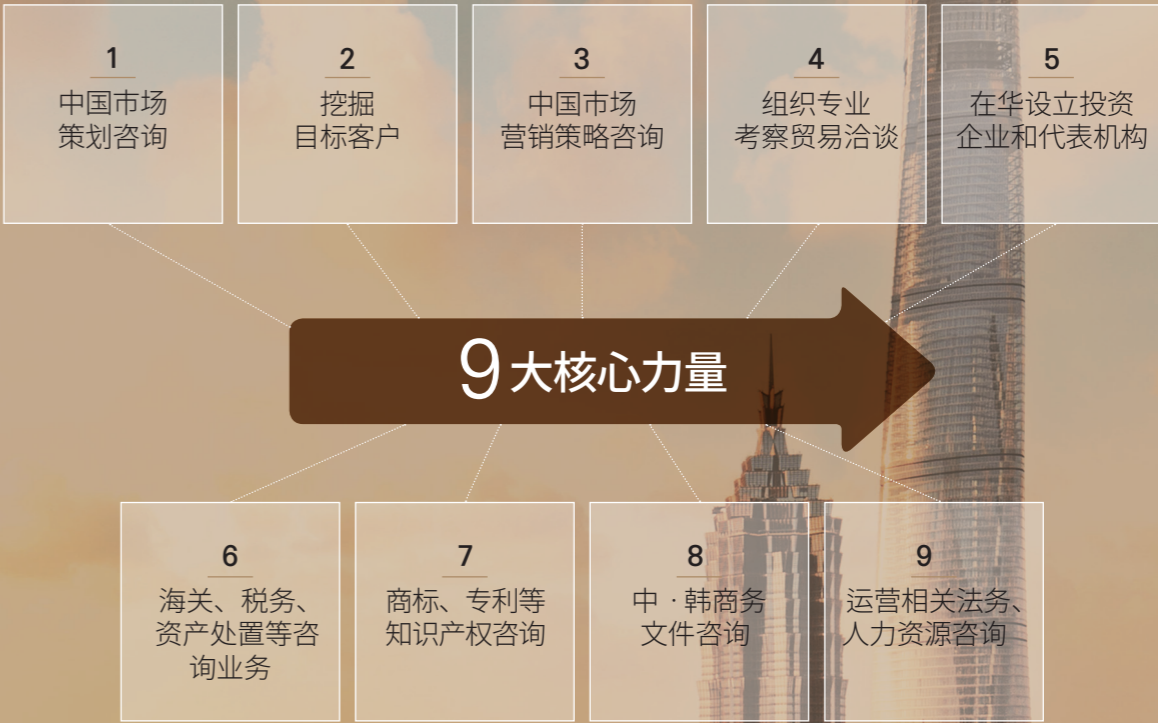 1
中国市场
策划咨询
2
挖掘
目标客户
3
中国市场
营销策略咨询
4
组织专业
考察贸易洽谈
5
在华设立投资
企业和代表机构
9大核心力量
6
海关、税务、
资产处置等咨
询业务
7
商标、专利等
知识产权咨询
8
中·韩商务
文件咨询
9
运营相关法务、
人力资源咨询